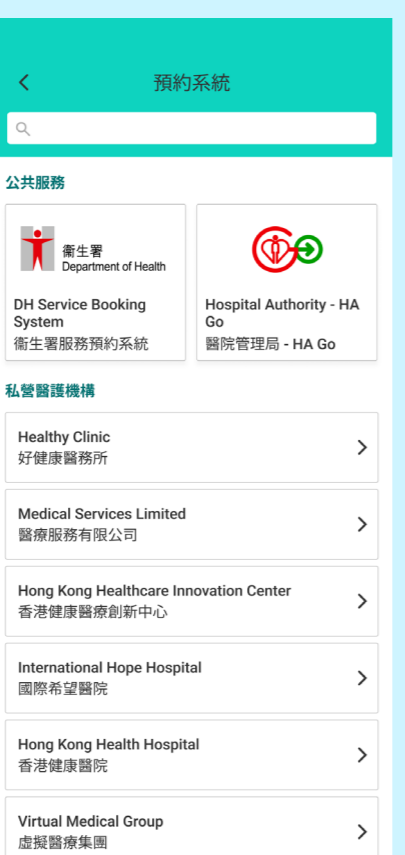 預約系統
公共服務
衞生署
Department of Health
DH Service Booking
System
衞生署服務預約系統
Hospital Authority - HA
Go
醫院管理局 - HA Go
私營醫護機構
Healthy Clinic
好健康醫務所
Medical Services Limited
醫療服務有限公司
Hong Kong Healthcare Innovation Center
香港健康醫療創新中心
International Hope Hospital
國際希望醫院
Hong Kong Health Hospital
香港健康醫院
Virtual Medical Group
虛擬醫療集團